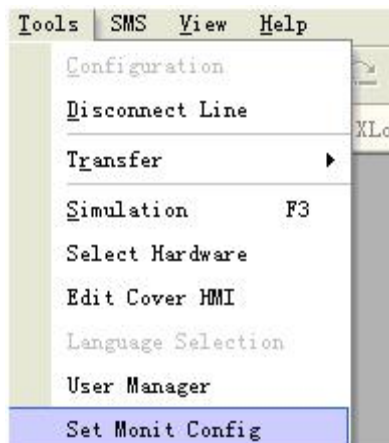 Tools SMS View Help
Configuration
Disconnect Line
XLo
Transfer
Simulation F3
Select Hardware
Edit Cover HMI
Language Selection
User Manager
Set Monit Config